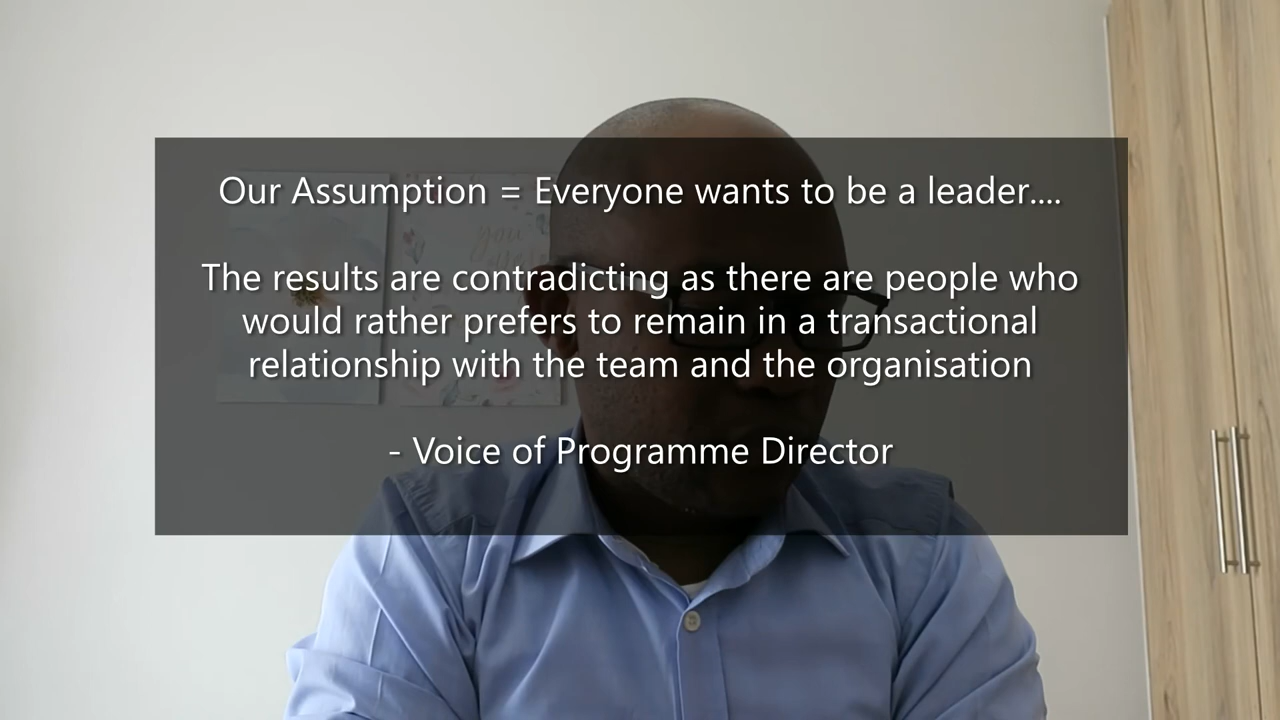 Our Assumption = Everyone wants to be a leader....
The results are contradicting as there are people who
would rather prefers to remain in a transactional
relationship with the team and the organisation
- Voice of Programme Director
you